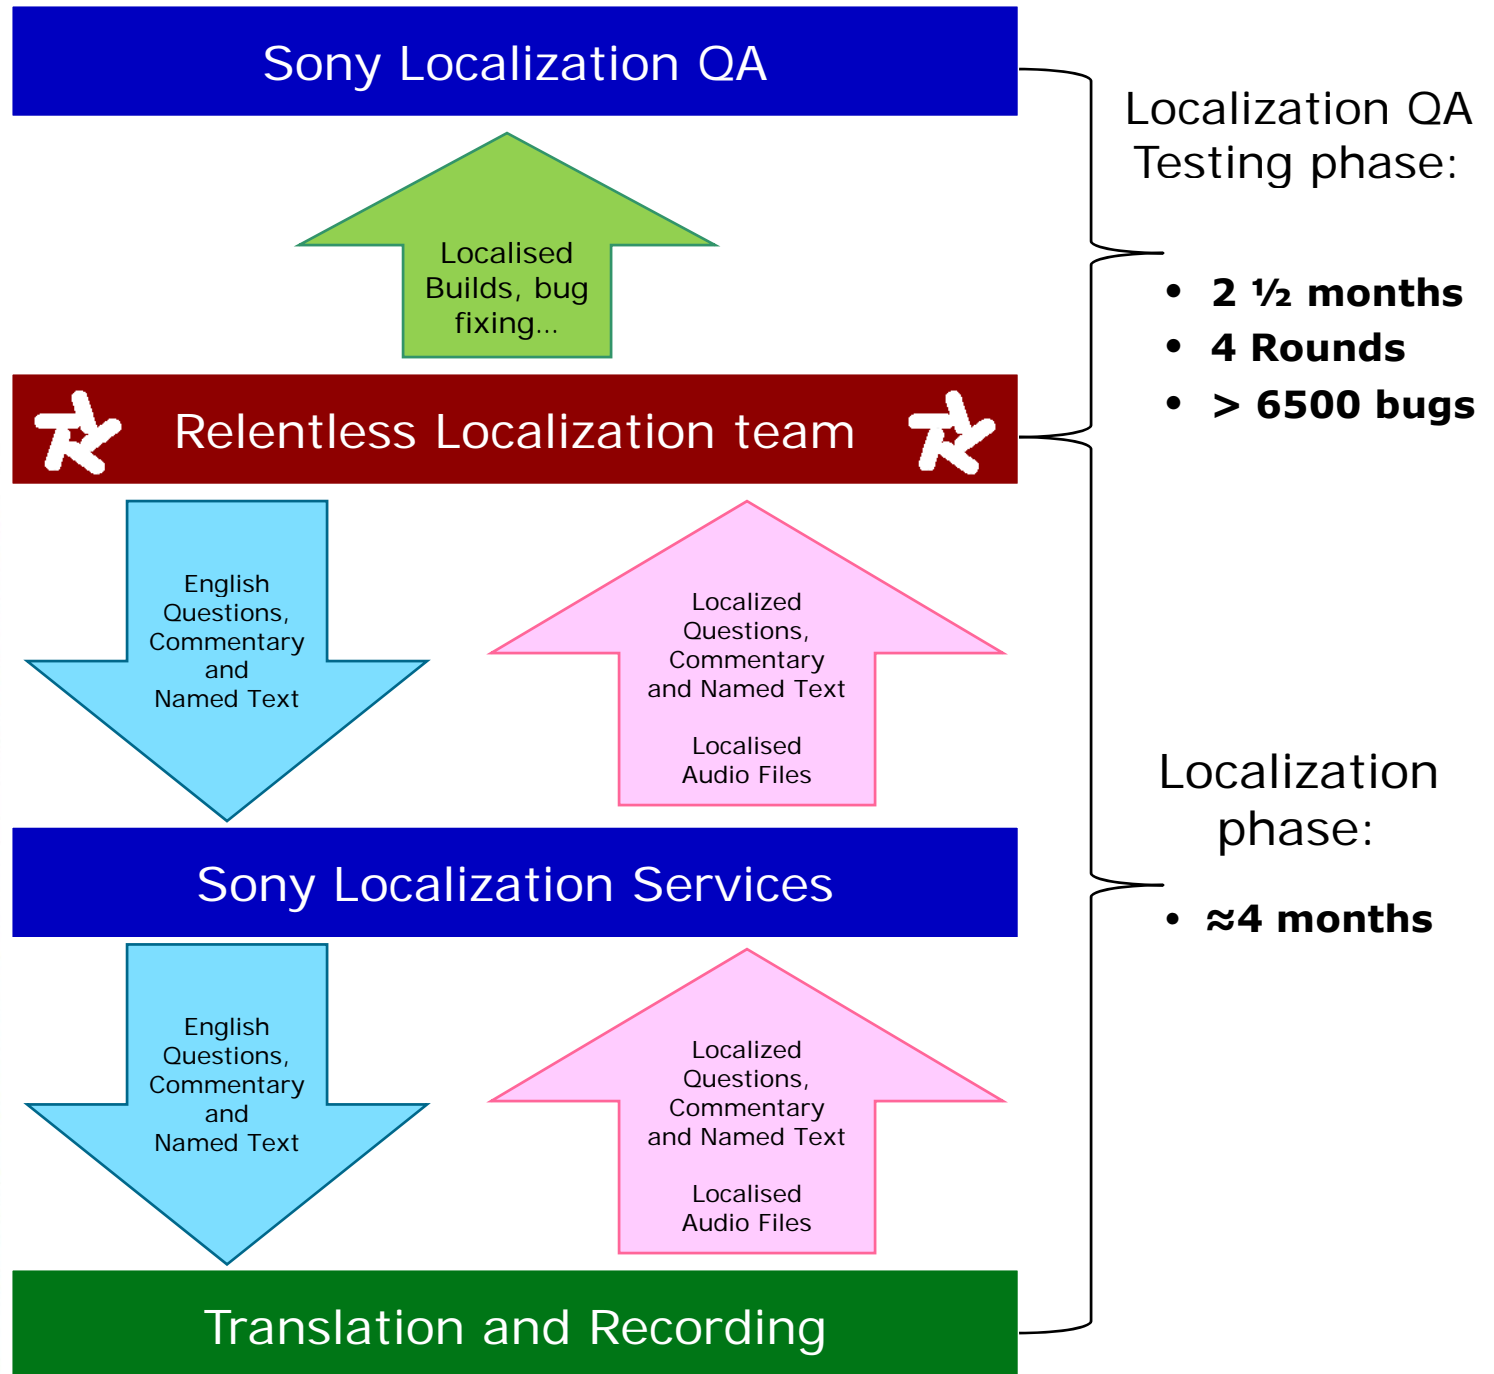 Sony Localization QA
Localised
Builds, bug
fixing...
Relentless Localization team
English
Questions,
Commentary
and
Named Text
Localized
Questions,
Commentary
and Named Text
Localised
Audio Files
Sony Localization Services
English
Questions,
Commentary
and
Named Text
Localized
Questions,
Commentary
and Named Text
Localised
Audio Files
Translation and Recording
Localization QA
Testing phase:
• 2 ½ months
• 4 Rounds
• > 6500 bugs
Localization
phase:
• ≈4 months